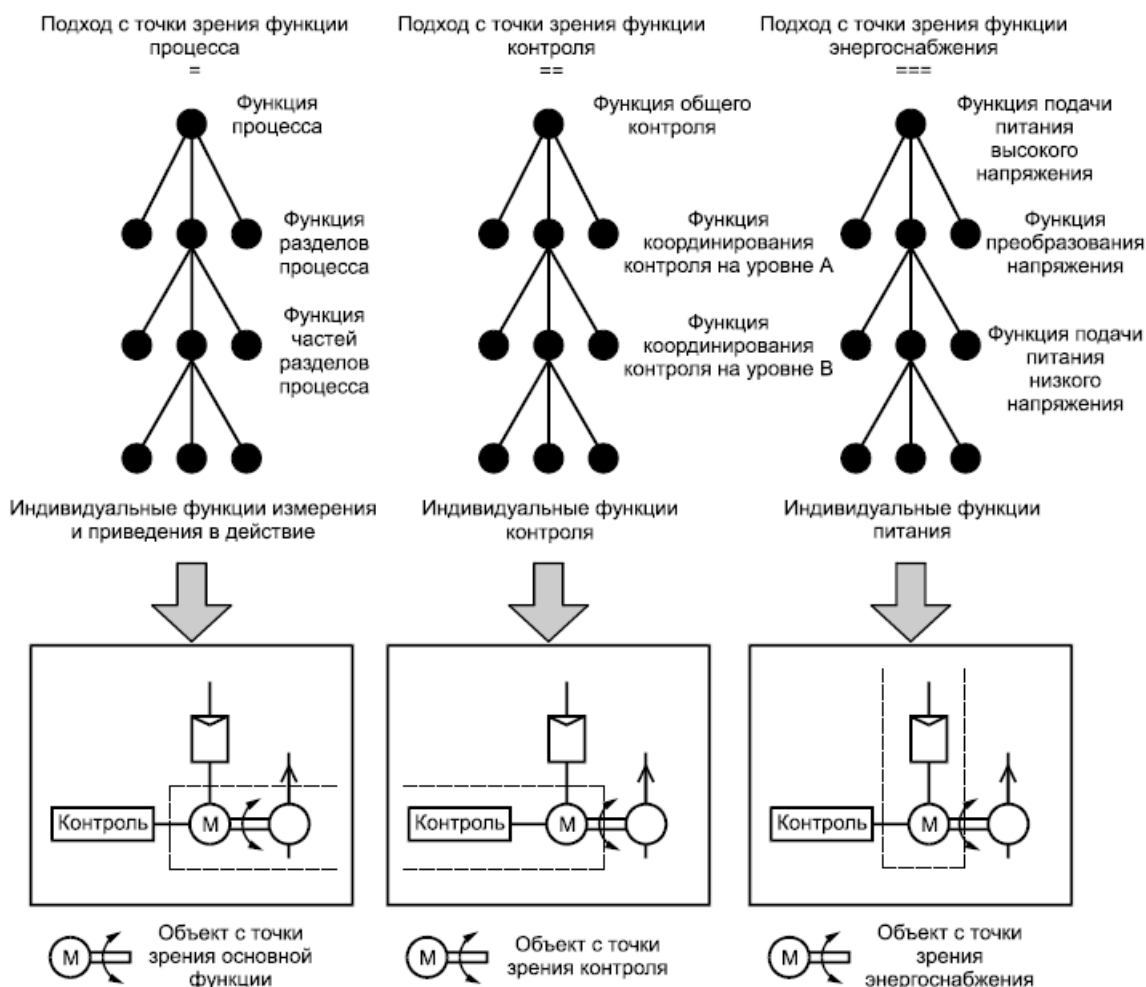 Подход с точки зрения функции
процесса
=
Подход с точки зрения функции
контроля
==
Подход с точки зрения функции
энергоснабжения
===
Функция
процесса
Функция общего
контроля
Функция подачи
питания
высокого
напряжения
Функция
разделов
процесса
Функция
координирования
контроля на уровне А
Функция
преобразования
напряжения
Функция
частей
разделов
процесса
Функция
координирования
контроля на уровне В
Функция подачи
питания
низкого
напряжения
Индивидуальные функции измерения
и приведения в действие
Индивидуальные функции
контроля
Индивидуальные функции
питания
Контроль
М
Контроль
М
Контроль
М
М
Объект с точки
зрения основной
функции
М
Объект с точки
зрения контроля
М
Объект с точки
зрения
энергоснабжения